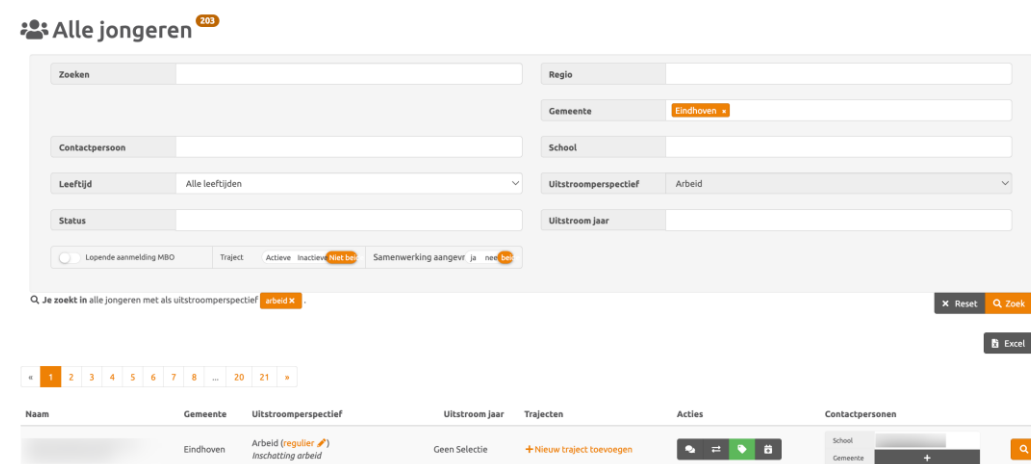 Alle jongeren 203
Zoeken Regio
Gemeente Eindhoven ×
Contactpersoon School
Leeftijd Alle leeftijden Uitstroomperspectief Arbeid
Status Uitstroom jaar
Lopende aanmelding MBO Traject Actieve Inactieve Niet Samenwerking ja
Je zoekt in alle jongeren met als uitstroomperspectief arbeid × .
× Reset Zoek
Excel
« 1 2 3 4 5 6 7 8 ... 20 21 »
Naam Gemeente Uitstroomperspectief Uitstroom jaar Trajecten Acties Contactpersonen
Eindhoven Arbeid (regulier) Geen Selectie +Nieuw traject toevoegen School
Inschatting arbeid Gemeente +